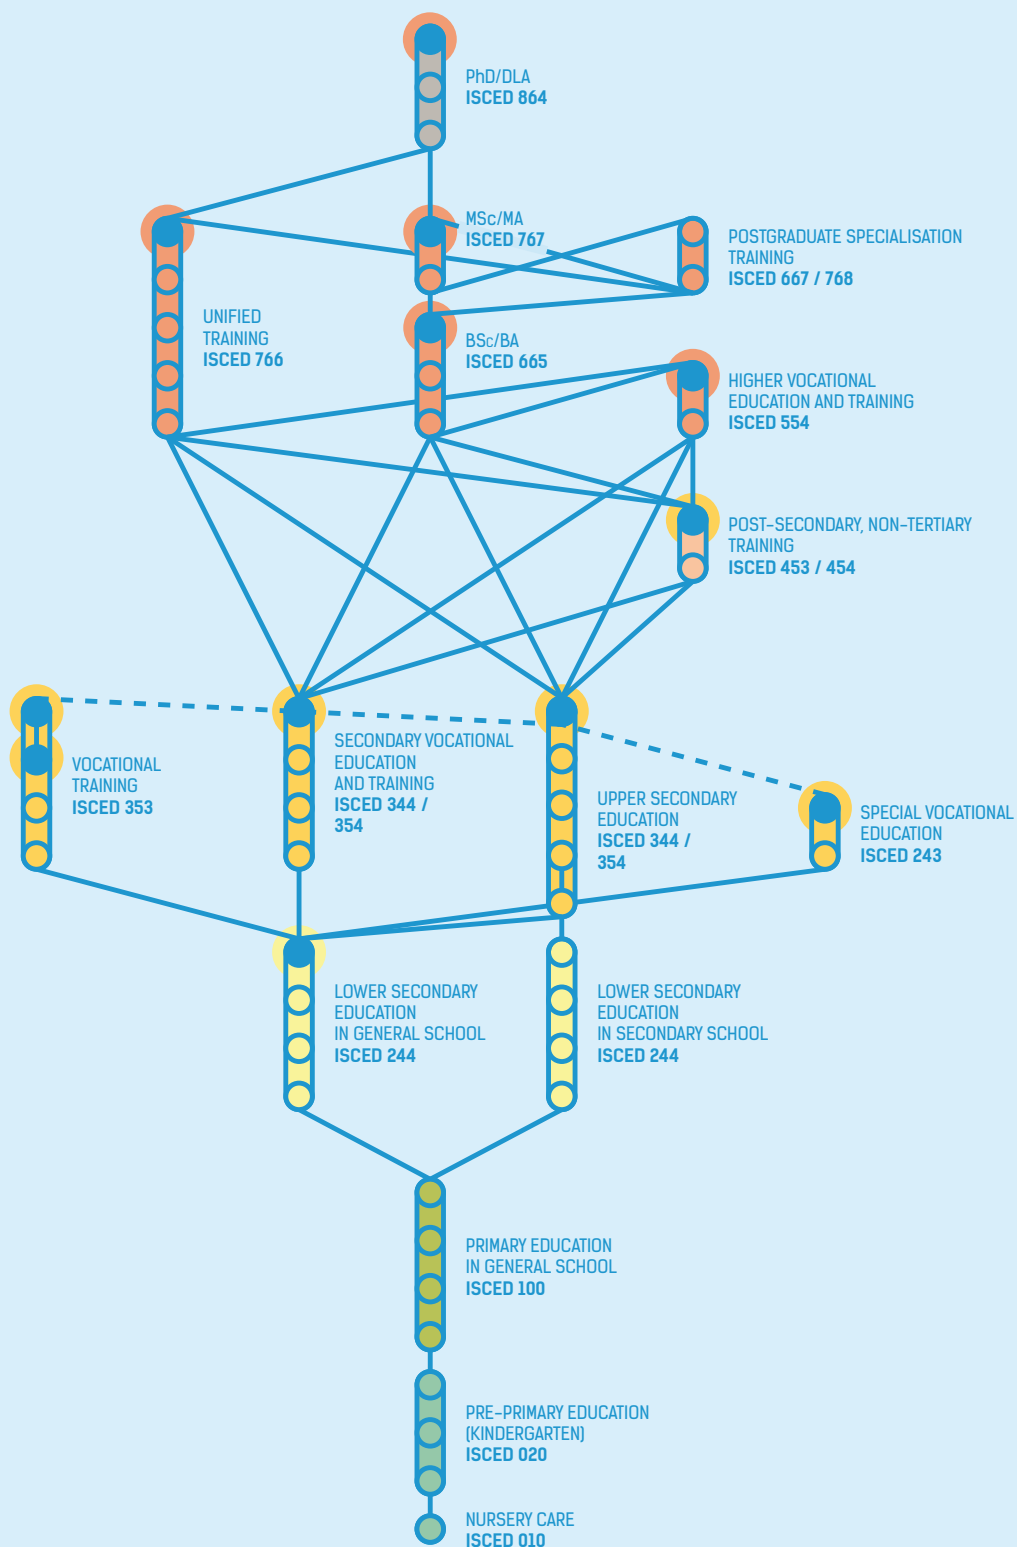 PhD/DLA
ISCED 864
MSc/MA
ISCED 767
POSTGRADUATE SPECIALISATION
TRAINING
ISCED 667 / 768
UNIFIED
TRAINING
ISCED 766
BSc/BA
ISCED 665
HIGHER VOCATIONAL
EDUCATION AND TRAINING
ISCED 554
POST-SECONDARY, NON-TERTIARY
TRAINING
ISCED 453 / 454
VOCATIONAL
TRAINING
ISCED 353
SECONDARY VOCATIONAL
EDUCATION
AND TRAINING
ISCED 344 /
354
UPPER SECONDARY
EDUCATION
ISCED 344 /
354
SPECIAL VOCATIONAL
EDUCATION
ISCED 243
LOWER SECONDARY
EDUCATION
IN GENERAL SCHOOL
ISCED 244
LOWER SECONDARY
EDUCATION
IN SECONDARY SCHOOL
ISCED 244
PRIMARY EDUCATION
IN GENERAL SCHOOL
ISCED 100
PRE-PRIMARY EDUCATION
(KINDERGARTEN)
ISCED 020
NURSERY CARE
ISCED 010